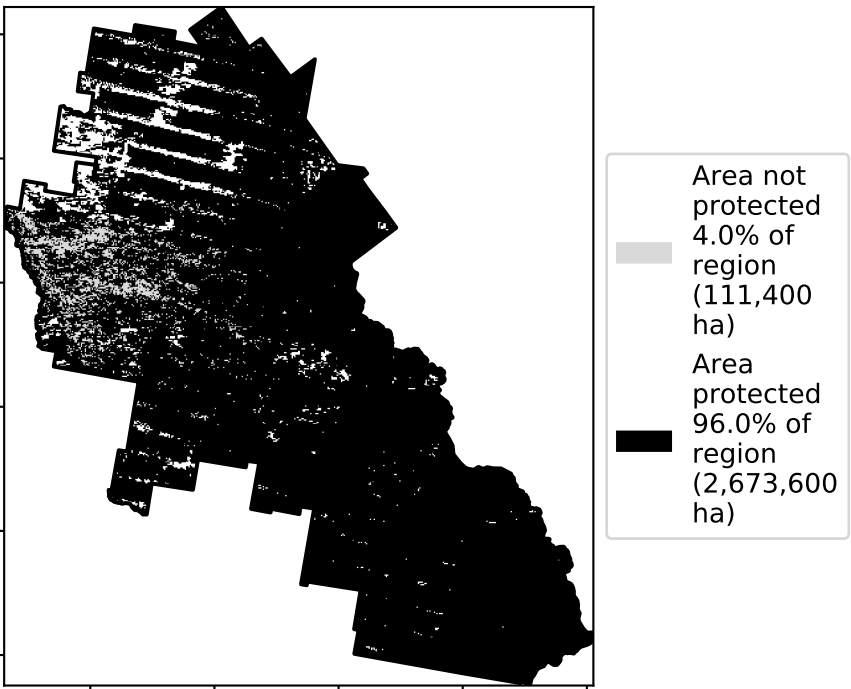 Area not
protected
4.0% of
region
(111,400
ha)
Area
protected
96.0% of
region
(2,673,600
ha)